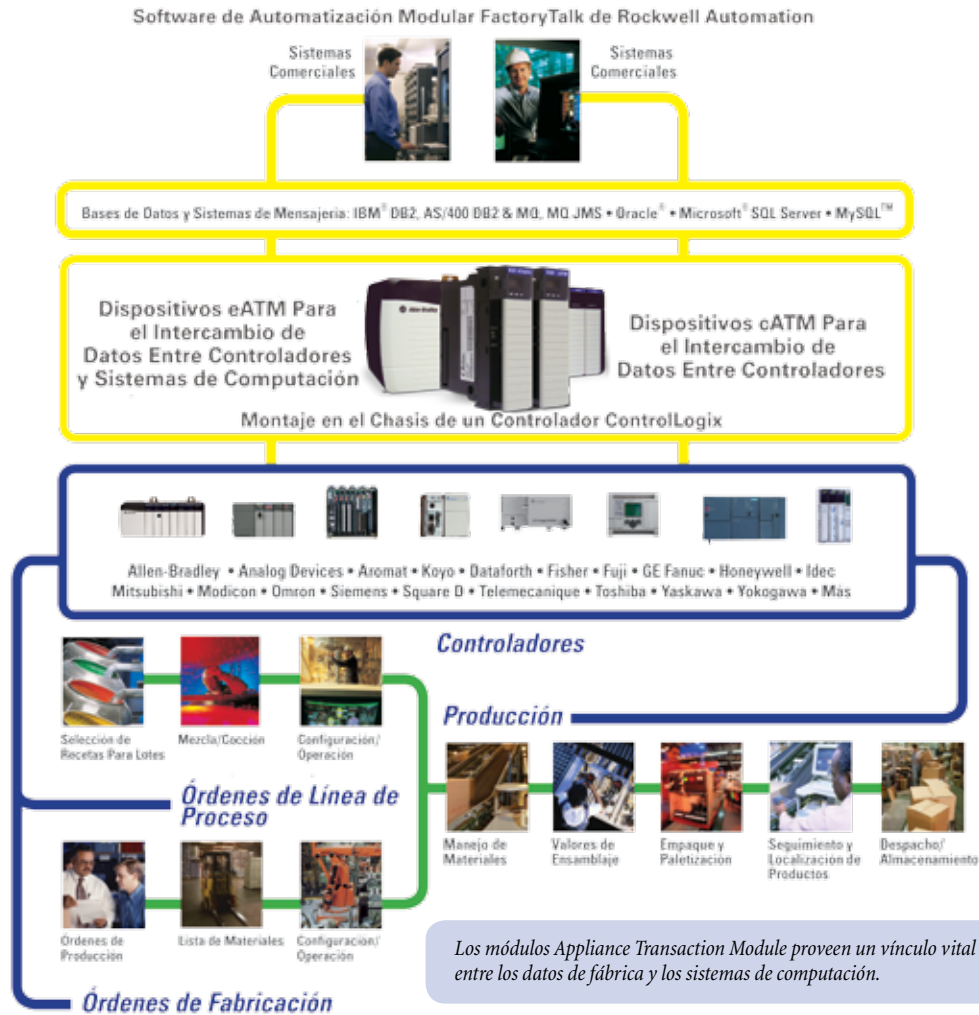 Software de Automatización Modular FactoryTalk de Rockwell Automation
Sistemas
Comerciales
Sistemas
Comerciales
Bases de Datos y Sistemas de Mensajeria: IBM® DB2, AS/400 DB2 & MQ, MQ JMS • Oracle® • Microsoft® SQL Server • MySQL™
Dispositivos eATM Para
el Intercambio de
Datos Entre Controladores
y Sistemas de Computación
Dispositivos cATM Para
el Intercambio de
Datos Entre Controladores
Montaje en el Chasis de un Controlador ControlLogix
Allen-Bradley • Analog Devices • Aromat • Koyo • Dataforth • Fisher • Fuji • GE Fanuc • Honeywell • Idec
Mitsubishi • Modicon • Omron • Siemens • Square D • Telemecanique • Toshiba • Yaskawa • Yokogawa • Más
Controladores
Selección de
Recetas Para Lotes
Mezcla/Cocción
Configuración/
Operación
Producción
Manejo de
Materiales
Valores de
Ensamblaje
Empaque y
Paletización
Seguimiento y
Localización de
Productos
Despacho/
Almacenamiento
Órdenes de Línea de
Proceso
Órdenes de
Producción
Lista de Materiales
Configuración/
Operación
Los módulos Appliance Transaction Module proveen un vínculo vital
entre los datos de fábrica y los sistemas de computación.
Órdenes de Fabricación